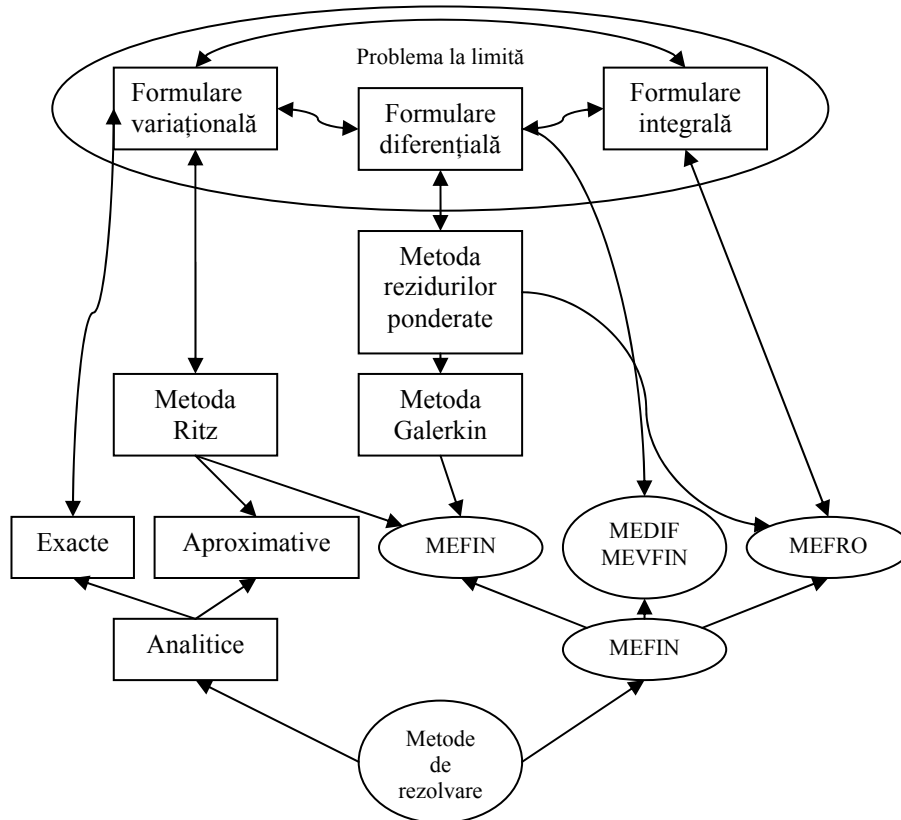 Problema la limită
Formulare
variațională
Formulare
diferențială
Formulare
integrală
Metoda
rezidurilor
ponderate
Metoda
Ritz
Metoda
Galerkin
Exacte
Aproximative
MEFIN
MEDIF
MEVFIN
MEFRO
Analitice
MEFIN
Metode
de
rezolvare